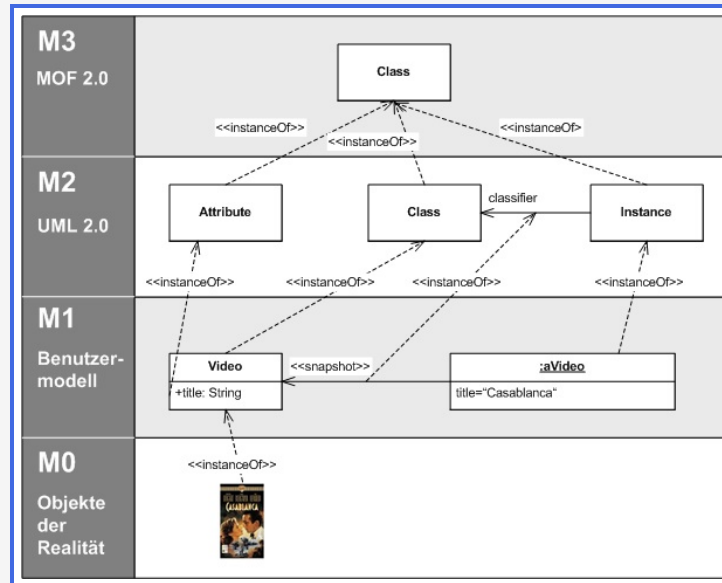 M3
MOF 2.0
Class
<<instanceOf>>
<<instanceOf>>
<<instanceOf>
M2
UML 2.0
Attribute
Class
classifier
Instance
<<instanceOf>>
<<instanceOf>>
<<instanceOf>>
<<instanceOf>>
M1
Benutzer-
modell
Video
+title: String
<<snapshot>>
:aVideo
title="Casablanca"
M0
Objekte
der
Realität
<<instanceOf>>
CASABLANCA